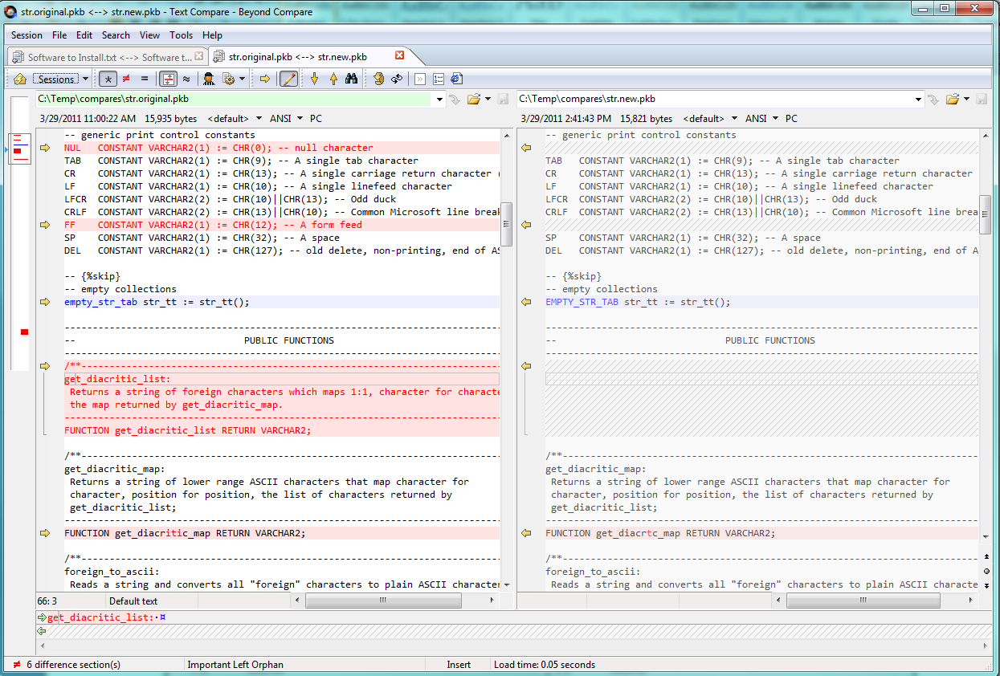 str.original.pkb <--> str.new.pkb - Text Compare - Beyond Compare
Session File Edit Search View Tools Help
Software to Install.txt <--> Software t...
str.original.pkb <--> str.new.pkb
Sessions
C:\Temp\compares\str.original.pkb
3/29/2011 11:00:22 AM 15,935 bytes <default> ANSI PC
-- generic print control constants
NUL CONSTANT VARCHAR2(1) := CHR(0); -- null character
TAB CONSTANT VARCHAR2(1) := CHR(9); -- A single tab character
CR CONSTANT VARCHAR2(1) := CHR(13); -- A single carriage return character (
LF CONSTANT VARCHAR2(1) := CHR(10); -- A single linefeed character
LFCR CONSTANT VARCHAR2(2) := CHR(10)||CHR(13); -- Odd duck
CRLF CONSTANT VARCHAR2(2) := CHR(13)||CHR(10); -- Common Microsoft line break
FF CONSTANT VARCHAR2(1) := CHR(12); -- A form feed
SP CONSTANT VARCHAR2(1) := CHR(32); -- A space
DEL CONSTANT VARCHAR2(1) := CHR(127); -- old delete, non-printing, end of AS
-- {%skip}
-- empty collections
empty_str_tab str_tt := str_tt();
--------------------------------------------------------------------------------
-- PUBLIC FUNCTIONS
--------------------------------------------------------------------------------
/**-----------------------------------------------------------------------------
get_diacritic_list:
Returns a string of foreign characters which maps 1:1, character for characte
the map returned by get_diacritic_map.
--------------------------------------------------------------------------------
FUNCTION get_diacritic_list RETURN VARCHAR2;
/**-----------------------------------------------------------------------------
get_diacritic_map:
Returns a string of lower range ASCII characters that map character for
character, position for position, the list of characters returned by
get_diacritic_list;
--------------------------------------------------------------------------------
FUNCTION get_diacritic_map RETURN VARCHAR2;
/**-----------------------------------------------------------------------------
foreign_to_ascii:
Reads a string and converts all "foreign" characters to plain ASCII character
66: 3 Default text
C:\Temp\compares\str.new.pkb
3/29/2011 2:41:43 PM 15,821 bytes <default> ANSI PC
-- generic print control constants
TAB CONSTANT VARCHAR2(1) := CHR(9); -- A single tab character
CR CONSTANT VARCHAR2(1) := CHR(13); -- A single carriage return character
LF CONSTANT VARCHAR2(1) := CHR(10); -- A single linefeed character
LFCR CONSTANT VARCHAR2(2) := CHR(10)||CHR(13); -- Odd duck
CRLF CONSTANT VARCHAR2(2) := CHR(13)||CHR(10); -- Common Microsoft line brea
SP CONSTANT VARCHAR2(1) := CHR(32); -- A space
DEL CONSTANT VARCHAR2(1) := CHR(127); -- old delete, non-printing, end of A
-- {%skip}
-- empty collections
EMPTY_STR_TAB str_tt := str_tt();
--------------------------------------------------------------------------------
-- PUBLIC FUNCTIONS
--------------------------------------------------------------------------------
/**-----------------------------------------------------------------------------
get_diacritic_map:
Returns a string of lower range ASCII characters that map character for
character, position for position, the list of characters returned by
get_diacritic_list;
--------------------------------------------------------------------------------
FUNCTION get_diacrtc_map RETURN VARCHAR2;
/**-----------------------------------------------------------------------------
foreign_to_ascii:
Reads a string and converts all "foreign" characters to plain ASCII characte
get_diacritic_list:·¤
6 difference section(s) Important Left Orphan Insert Load time: 0.05 seconds